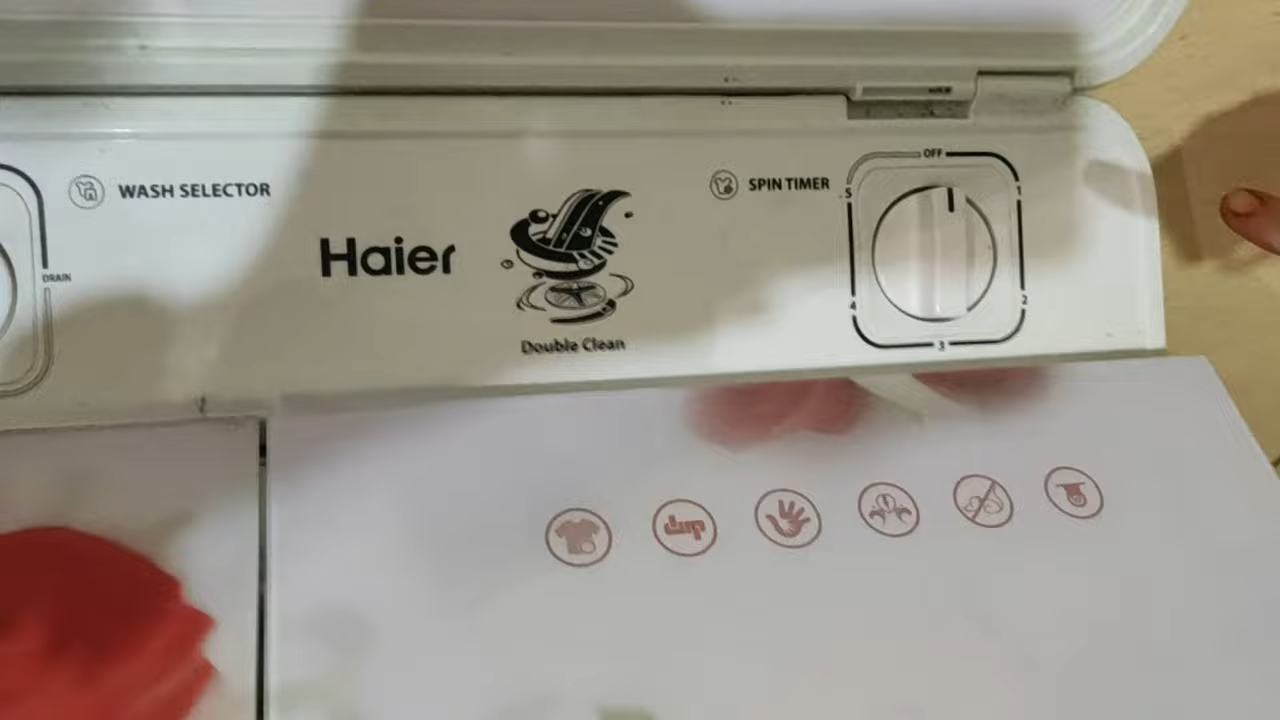 WASH SELECTOR
DRAIN
Haier
Double Clean
SPIN TIMER
OFF
1
2
3
4
5